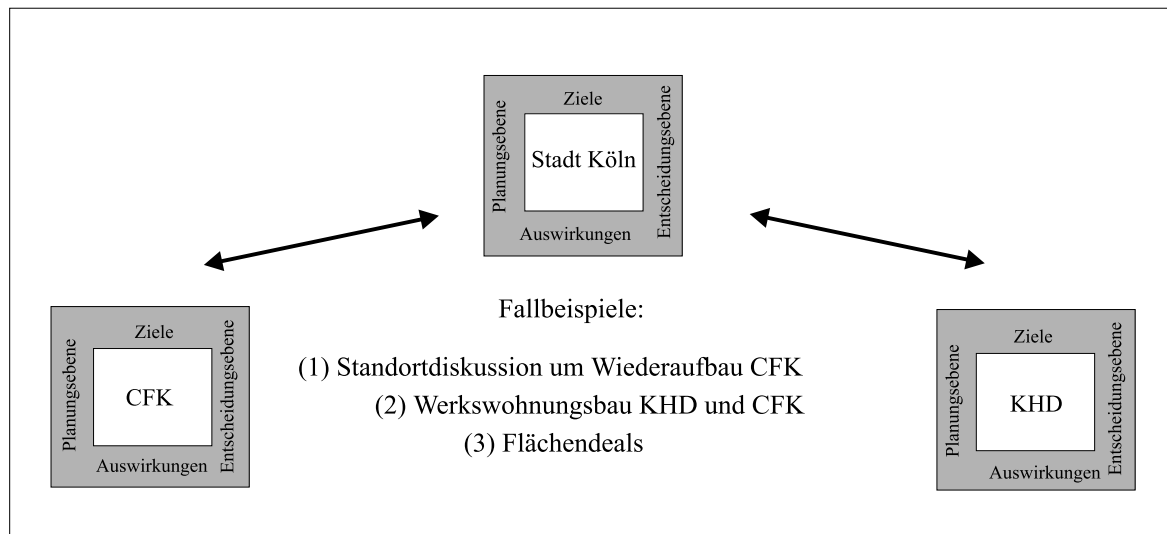 Ziele
Planungsebene
Stadt Köln
Entscheidungsebene
Auswirkungen
Fallbeispiele:
(1) Standortdiskussion um Wiederaufbau CFK
(2) Werkswohnungsbau KHD und CFK
(3) Flächendeals
Ziele
Planungsebene
CFK
Entscheidungsebene
Auswirkungen
Ziele
Planungsebene
KHD
Entscheidungsebene
Auswirkungen